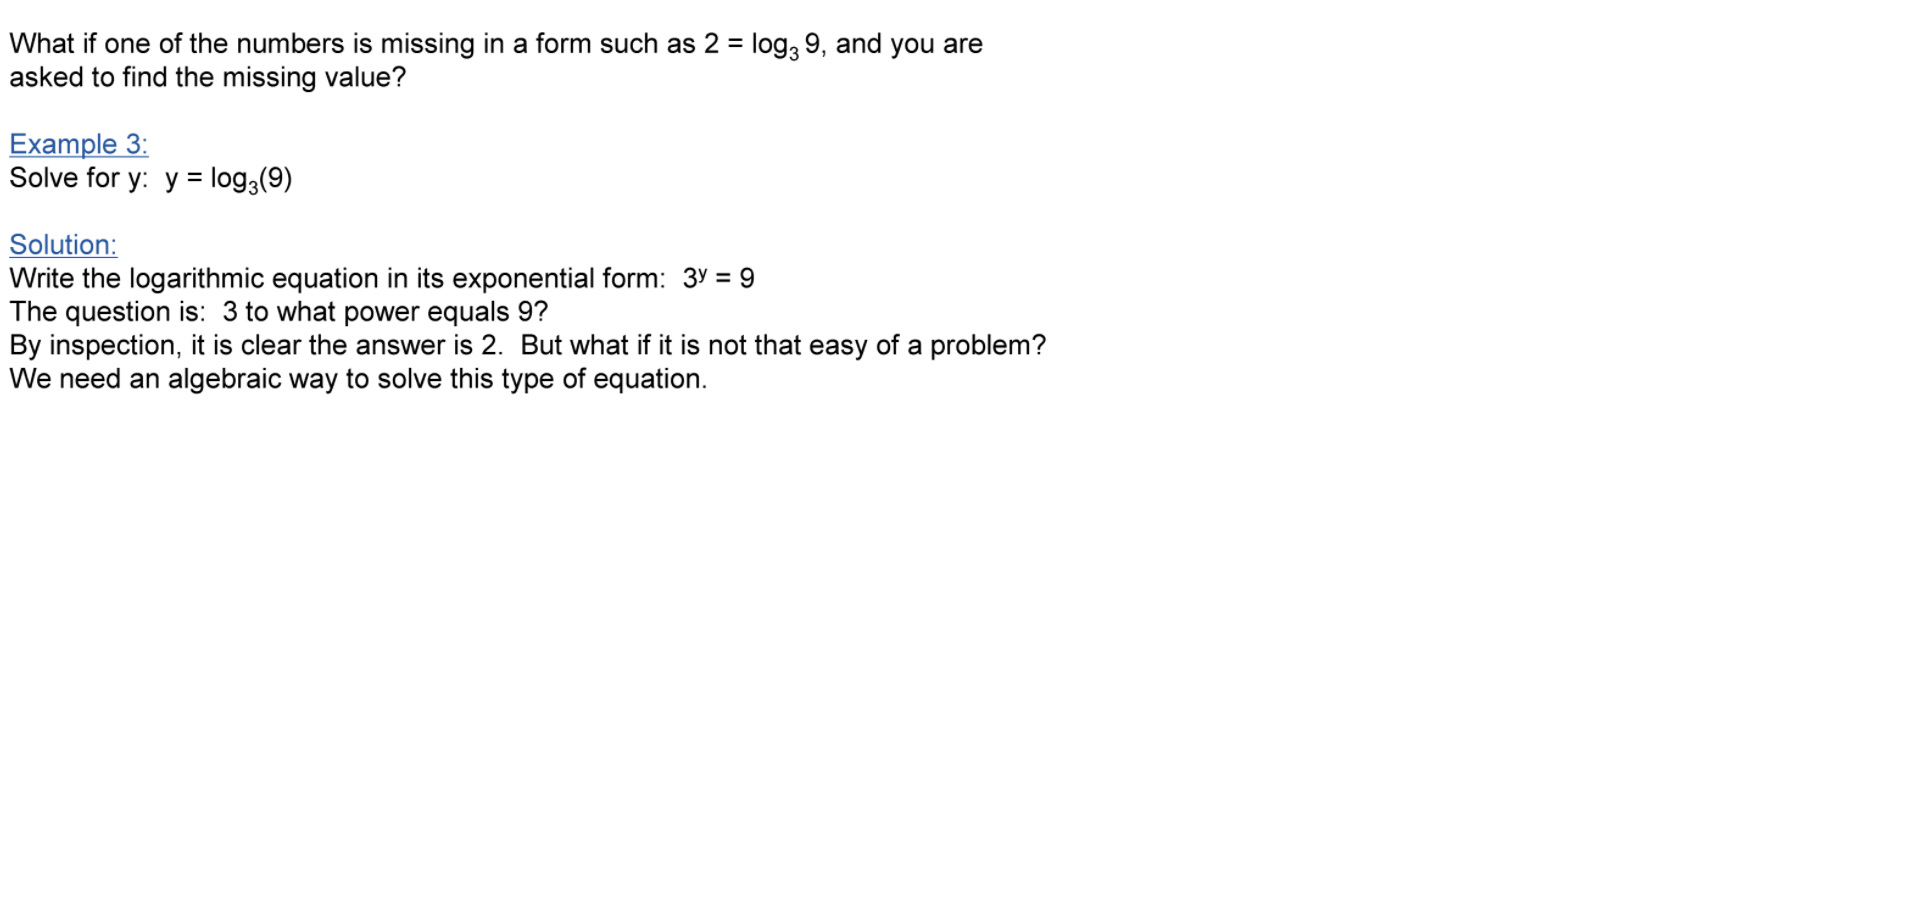 What if one of the numbers is missing in a form such as 2 = log₃ 9, and you are
asked to find the missing value?
Example 3:
Solve for y:  y = log₃(9)
Solution:
Write the logarithmic equation in its exponential form:  3ʸ = 9
The question is:  3 to what power equals 9?
By inspection, it is clear the answer is 2.  But what if it is not that easy of a problem?
We need an algebraic way to solve this type of equation.